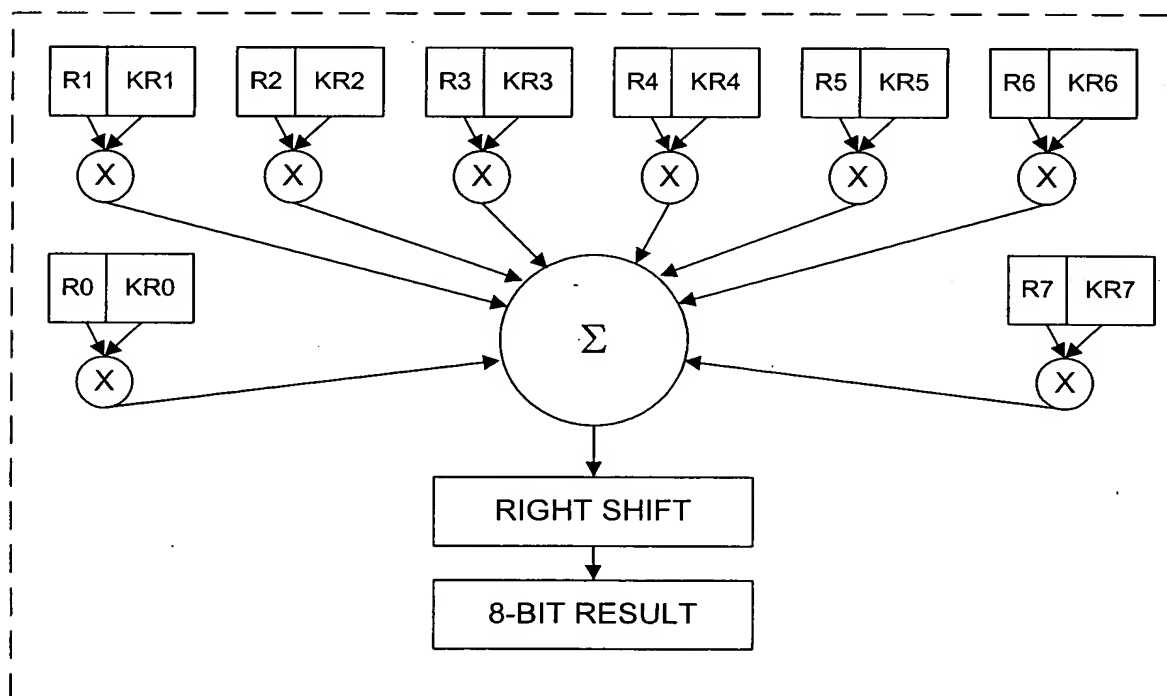 R1 KR1 R2 KR2 R3 KR3 R4 KR4 R5 KR5 R6 KR6
X X X X X X
R0 KR0 R7 KR7
Σ
X X
RIGHT SHIFT
8-BIT RESULT